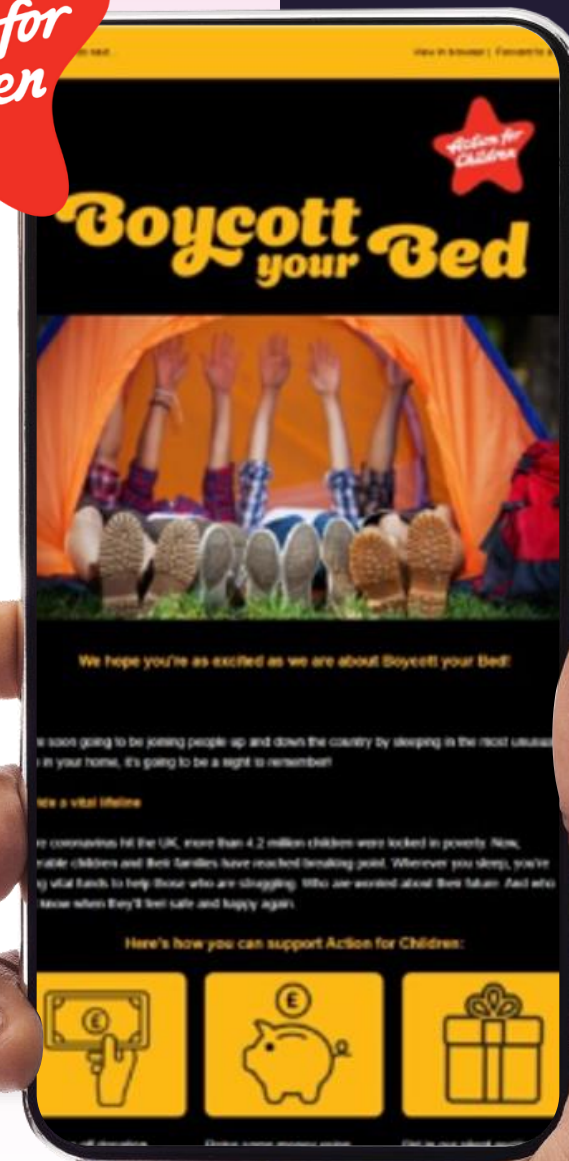 for
en
View in browser | Forward to a
Action for
Children
Boycott
your Bed
We hope you're as excited as we are about Boycott your Bed!
soon going to be joining people up and down the country by sleeping in the most unusual
in your home, it's going to be a night to remember!
a vital lifeline
coronavirus hit the UK, more than 4.2 million children were locked in poverty. Now,
children and their families have reached breaking point. Wherever you sleep, you're
vital funds to help those who are struggling. Who are worried about their future. And who
know when they'll feel safe and happy again.
Here's how you can support Action for Children:
£
£